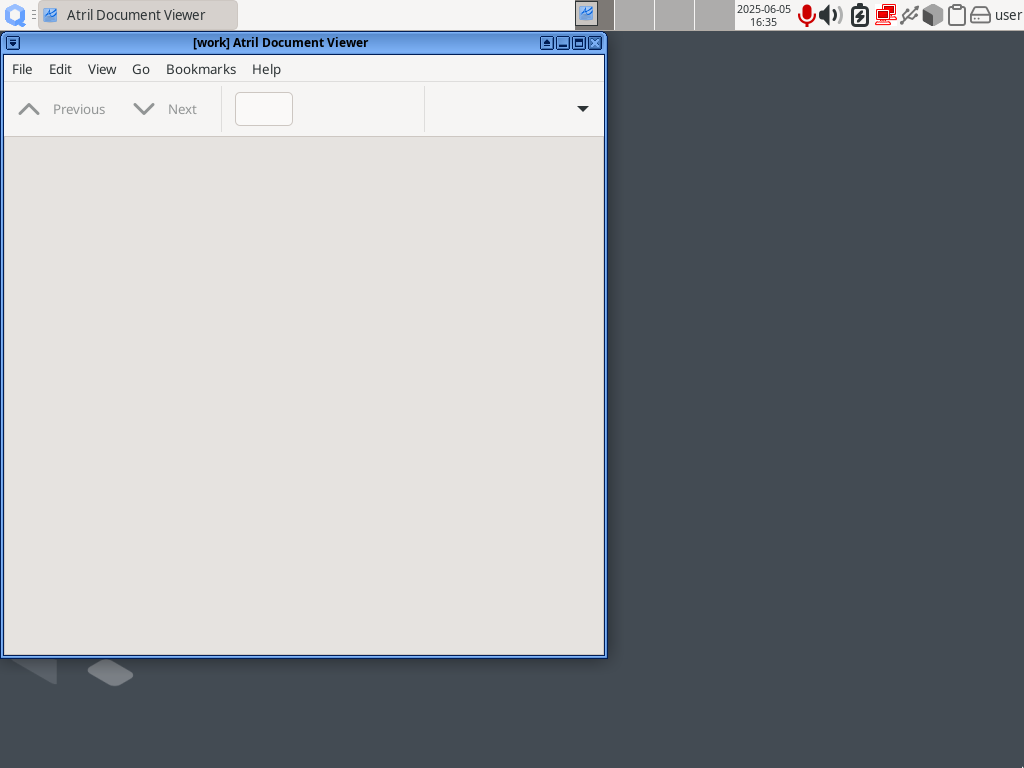 Atril Document Viewer
2025-06-05
16:35
user
[work] Atril Document Viewer
File Edit View Go Bookmarks Help
Previous Next